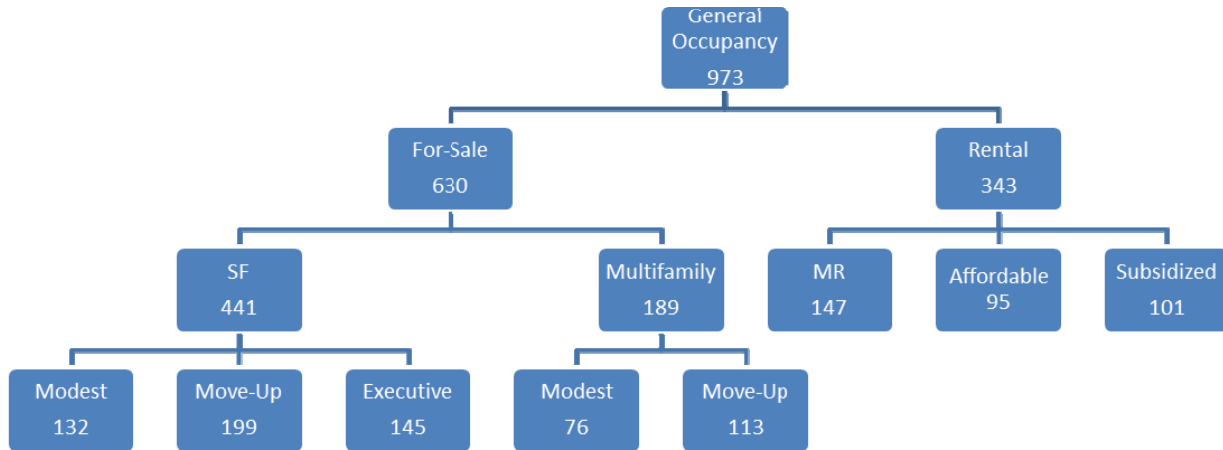 General
Occupancy
973
For-Sale
630
Rental
343
SF
441
Multifamily
189
MR
147
Affordable
95
Subsidized
101
Modest
132
Move-Up
199
Executive
145
Modest
76
Move-Up
113